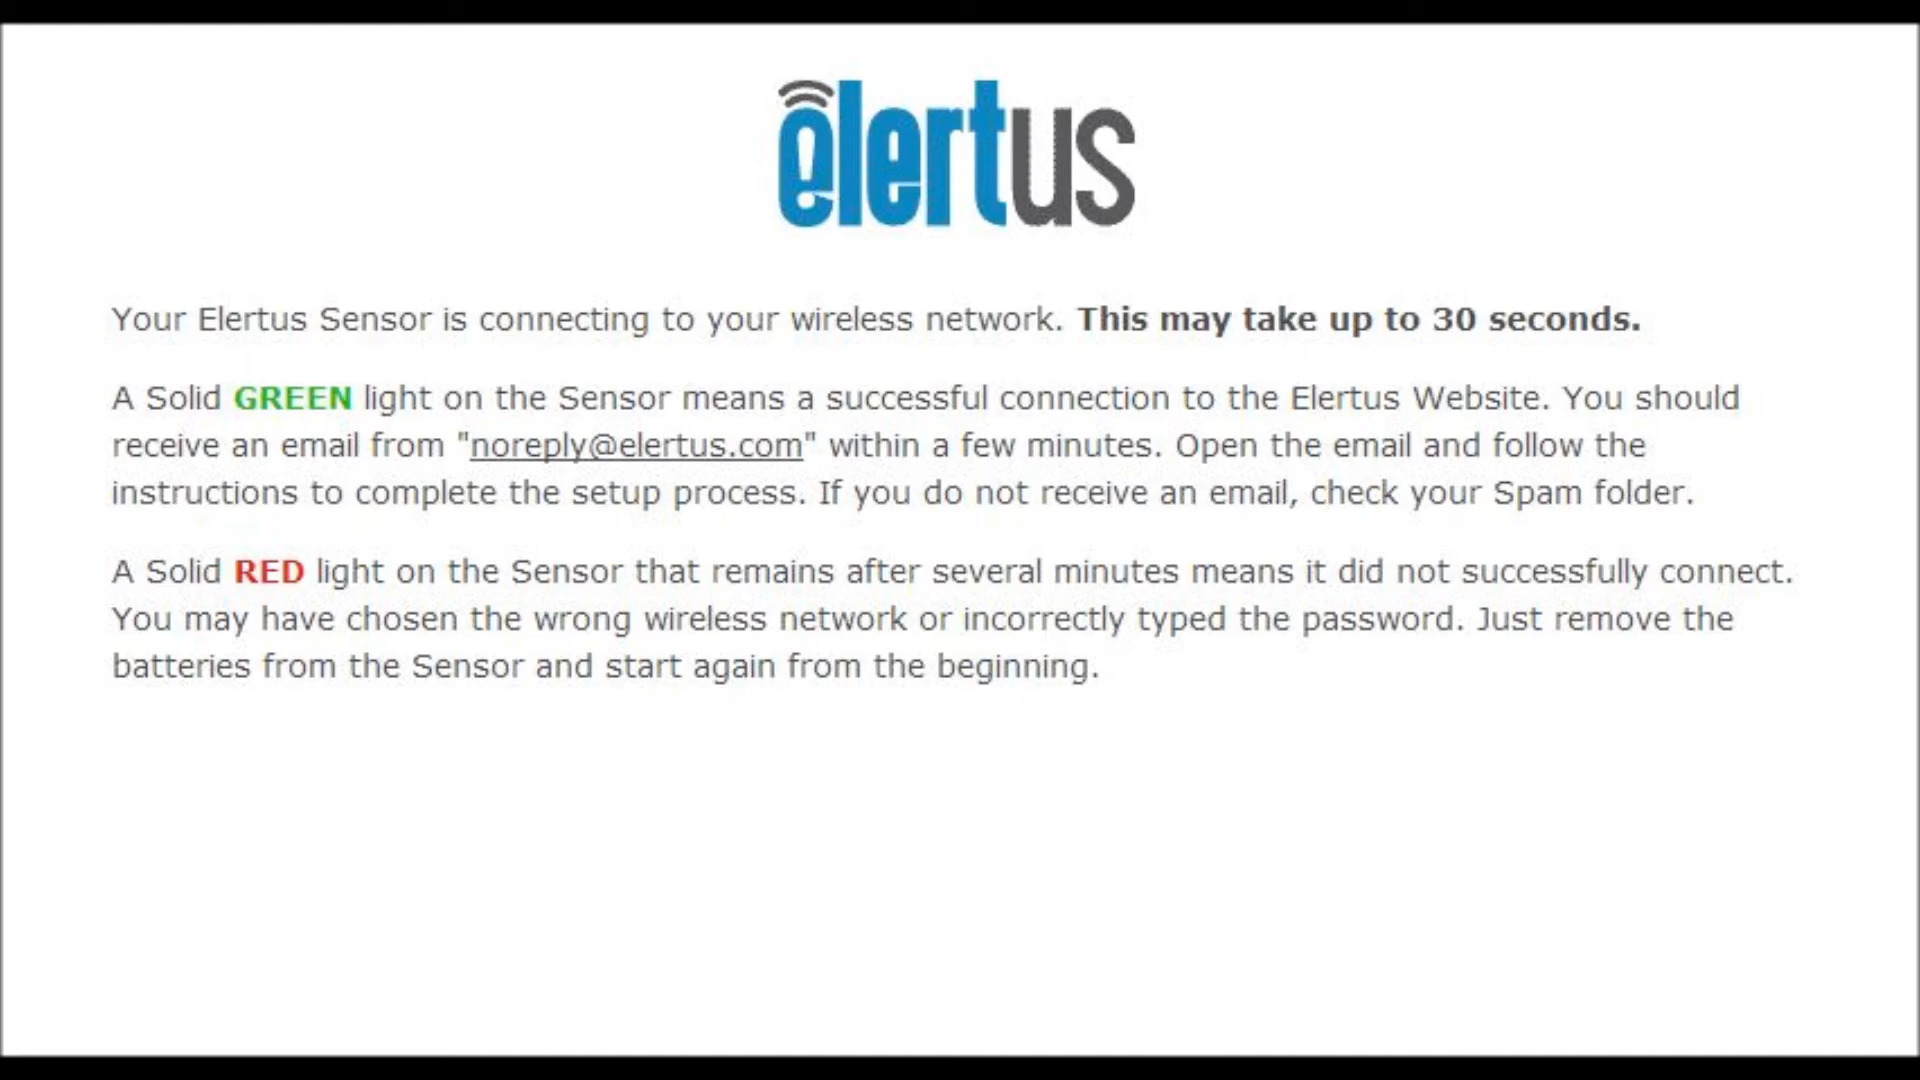 elertus
Your Elertus Sensor is connecting to your wireless network. This may take up to 30 seconds.
A Solid GREEN light on the Sensor means a successful connection to the Elertus Website. You should
receive an email from "noreply@elertus.com" within a few minutes. Open the email and follow the
instructions to complete the setup process. If you do not receive an email, check your Spam folder.
A Solid RED light on the Sensor that remains after several minutes means it did not successfully connect.
You may have chosen the wrong wireless network or incorrectly typed the password. Just remove the
batteries from the Sensor and start again from the beginning.